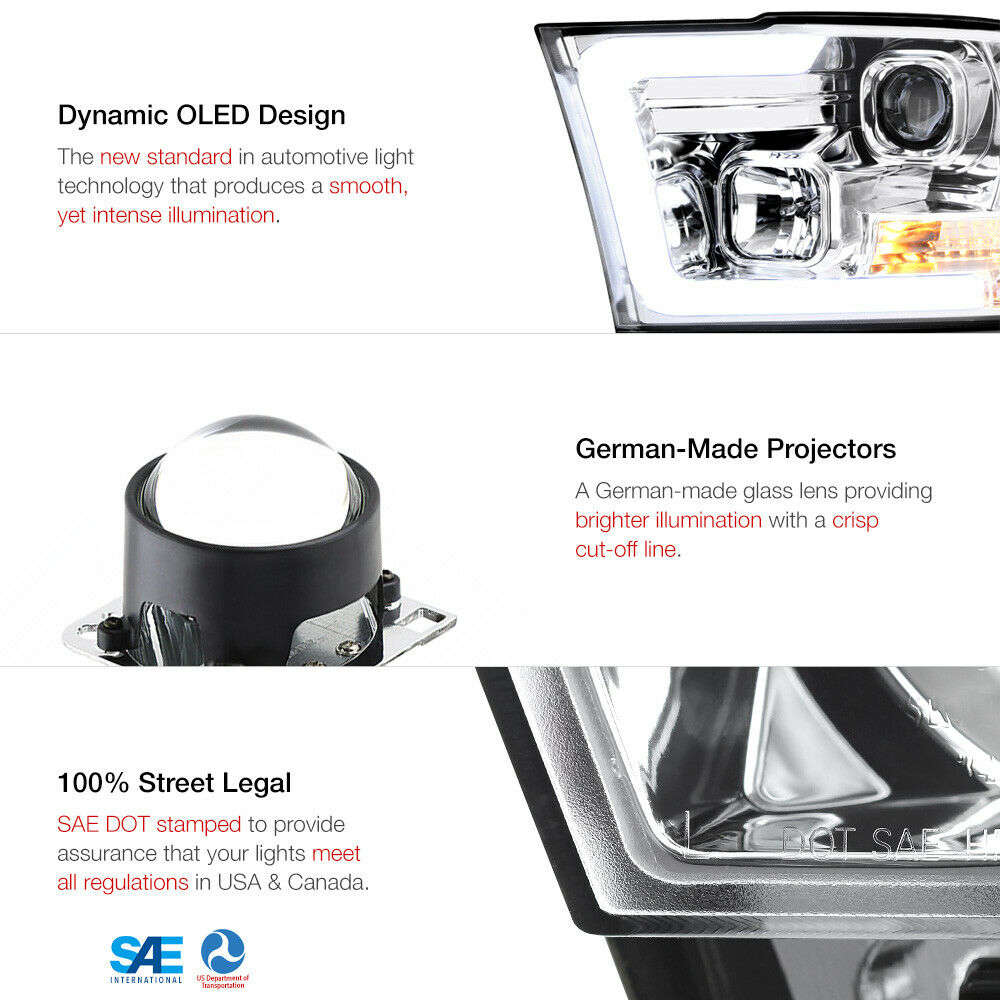 Dynamic OLED Design
The new standard in automotive light
technology that produces a smooth,
yet intense illumination.
German-Made Projectors
A German-made glass lens providing
brighter illumination with a crisp
cut-off line.
100% Street Legal
SAE DOT stamped to provide
assurance that your lights meet
all regulations in USA & Canada.
L DOT SAE
SAE
INTERNATIONAL
US Department of
Transportation